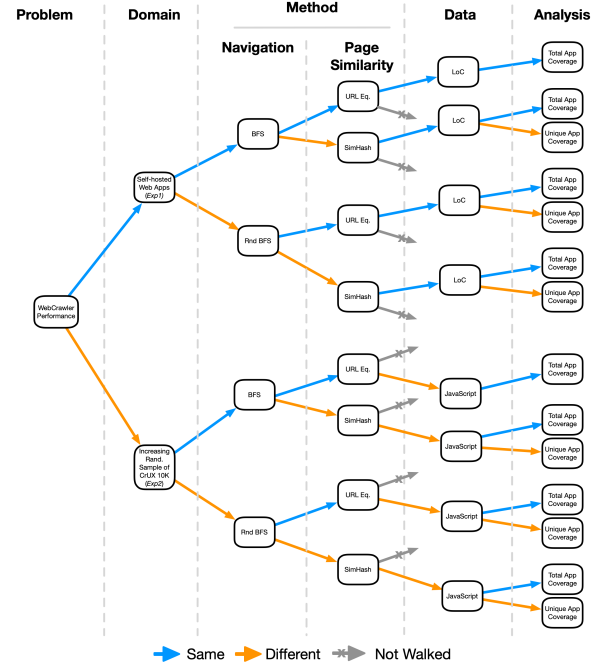 Problem
Domain
Method
Data
Analysis
Navigation
Page
Similarity
WebCrawler
Performance
Self-hosted
Web Apps
(Exp1)
Increasing
Rand.
Sample of
CrUX 10K
(Exp2)
BFS
Rnd BFS
BFS
Rnd BFS
URL Eq.
SimHash
URL Eq.
SimHash
URL Eq.
SimHash
URL Eq.
SimHash
LoC
LoC
LoC
LoC
JavaScript
JavaScript
JavaScript
JavaScript
Total App
Coverage
Total App
Coverage
Unique App
Coverage
Total App
Coverage
Unique App
Coverage
Total App
Coverage
Unique App
Coverage
Total App
Coverage
Total App
Coverage
Unique App
Coverage
Total App
Coverage
Unique App
Coverage
Total App
Coverage
Unique App
Coverage
Same
Different
Not Walked